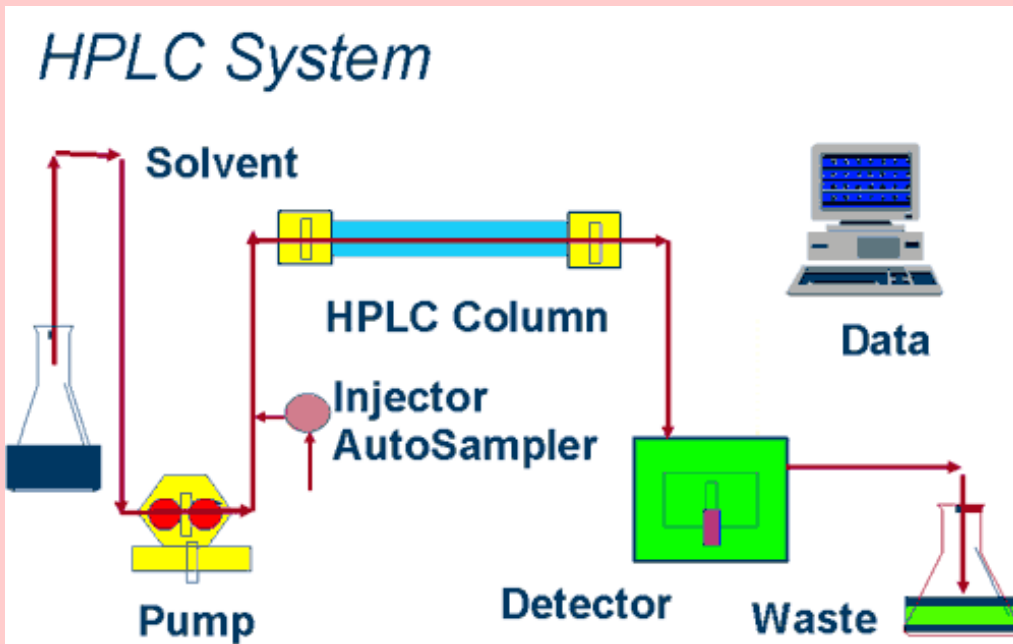 HPLC System
Solvent
HPLC Column
Data
Injector
AutoSampler
Pump
Detector
Waste